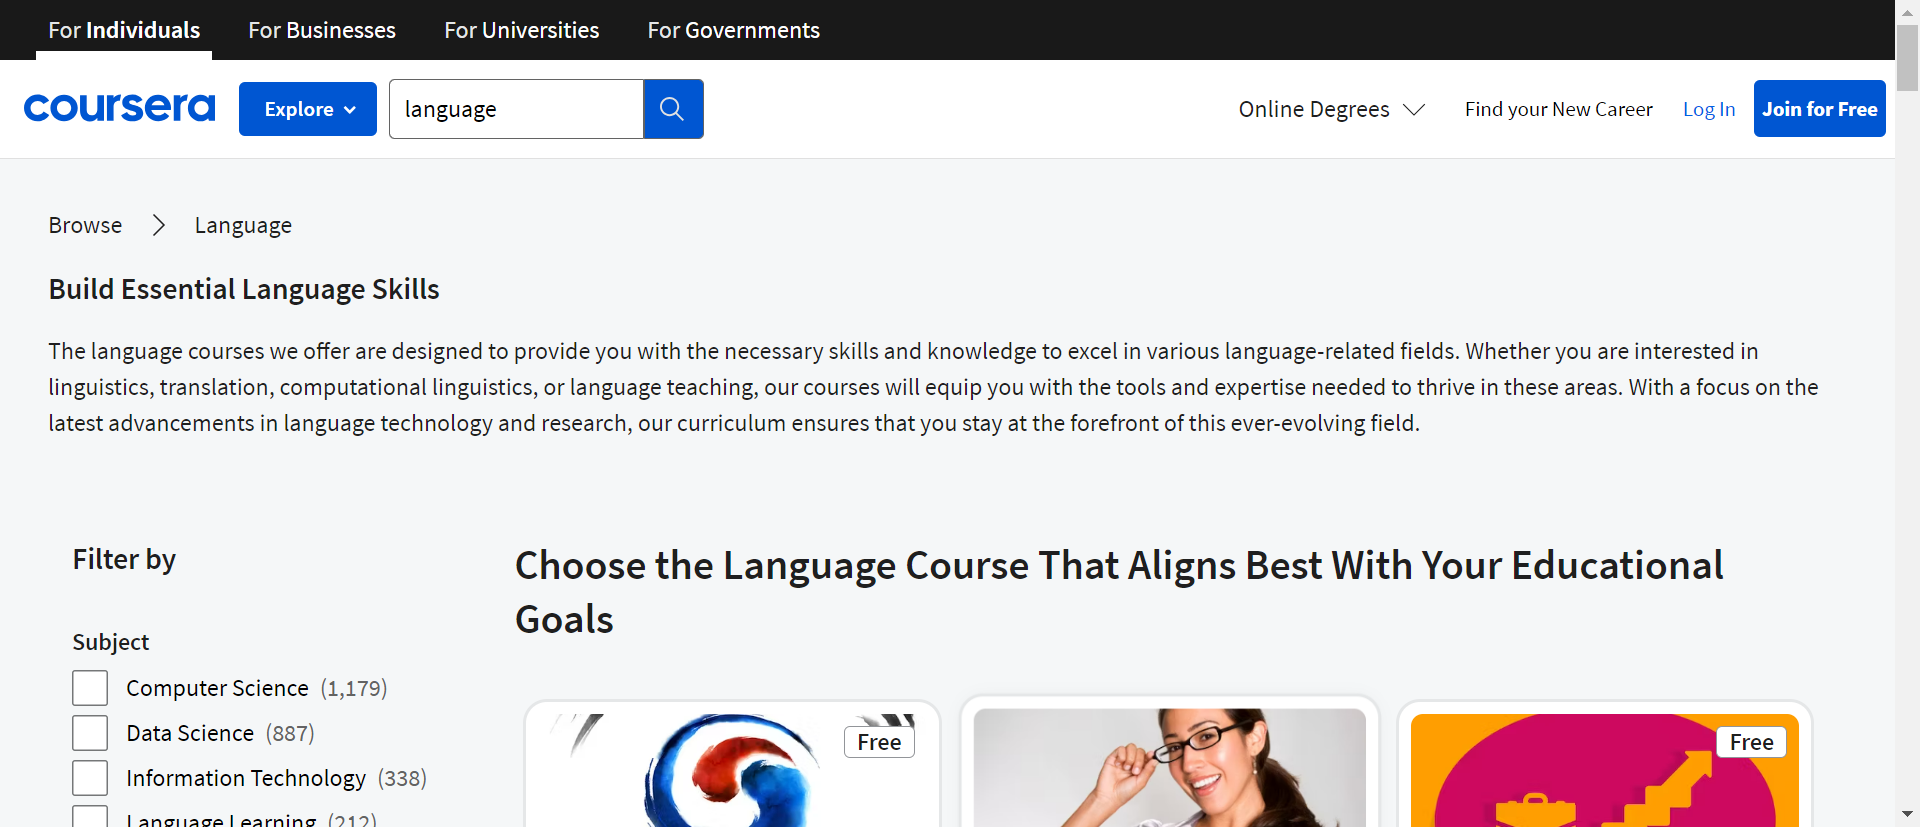 For Individuals
For Businesses
For Universities
For Governments
coursera
Explore
language
Online Degrees
Find your New Career
Log In
Join for Free
Browse
Language
Build Essential Language Skills
The language courses we offer are designed to provide you with the necessary skills and knowledge to excel in various language-related fields. Whether you are interested in
linguistics, translation, computational linguistics, or language teaching, our courses will equip you with the tools and expertise needed to thrive in these areas. With a focus on the
latest advancements in language technology and research, our curriculum ensures that you stay at the forefront of this ever-evolving field.
Filter by
Subject
Computer Science (1,179)
Data Science (887)
Information Technology (338)
Language Learning (212)
Choose the Language Course That Aligns Best With Your Educational
Goals
Free
Free